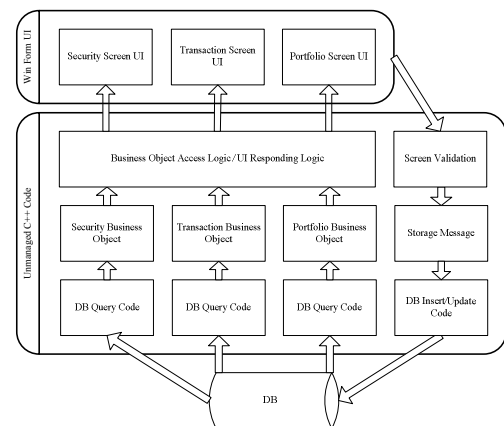 Win Form UI
Security Screen UI
Transaction Screen
UI
Portfolio Screen UI
Unmanaged C++ Code
Business Object Access Logic/UI Responding Logic
Screen Validation
Security Business
Object
Transaction Business
Object
Portfolio Business
Object
Storage Message
DB Query Code
DB Query Code
DB Query Code
DB Insert/Update
Code
DB